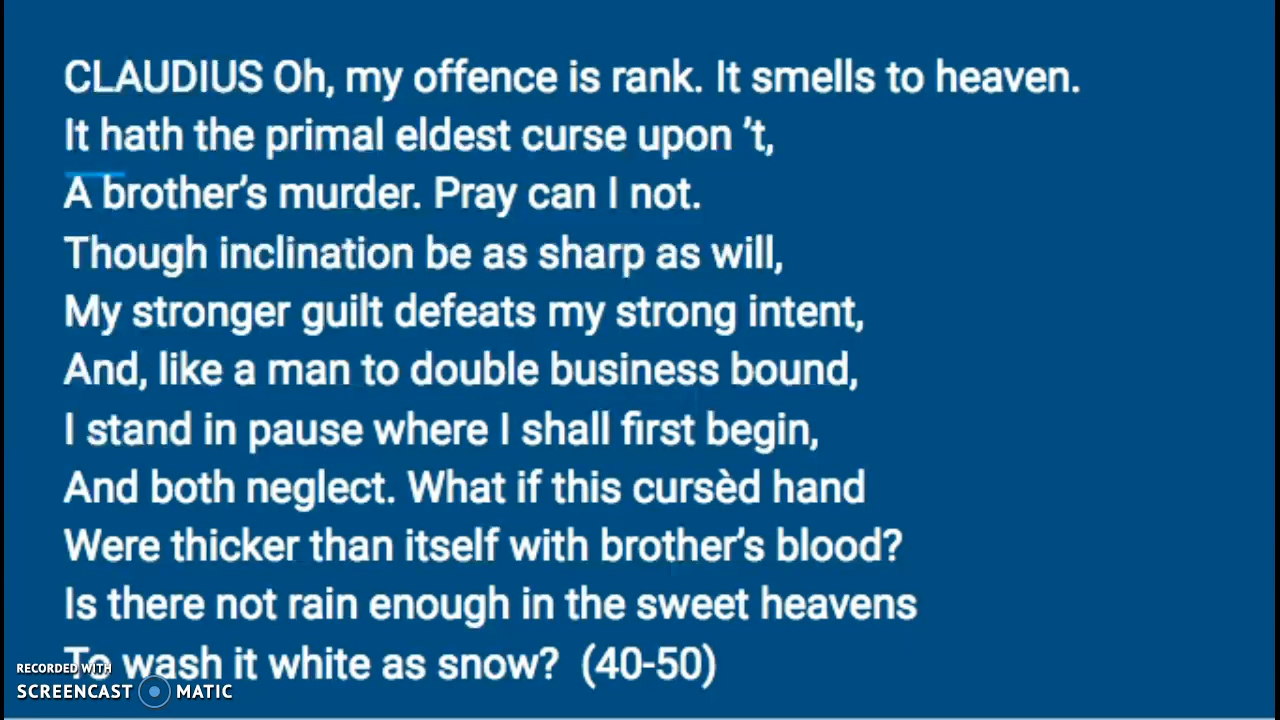 CLAUDIUS Oh, my offence is rank. It smells to heaven.
It hath the primal eldest curse upon ’t,
A brother’s murder. Pray can I not.
Though inclination be as sharp as will,
My stronger guilt defeats my strong intent,
And, like a man to double business bound,
I stand in pause where I shall first begin,
And both neglect. What if this cursèd hand
Were thicker than itself with brother’s blood?
Is there not rain enough in the sweet heavens
To wash it white as snow?  (40-50)
RECORDED WITH
SCREENCAST MATIC